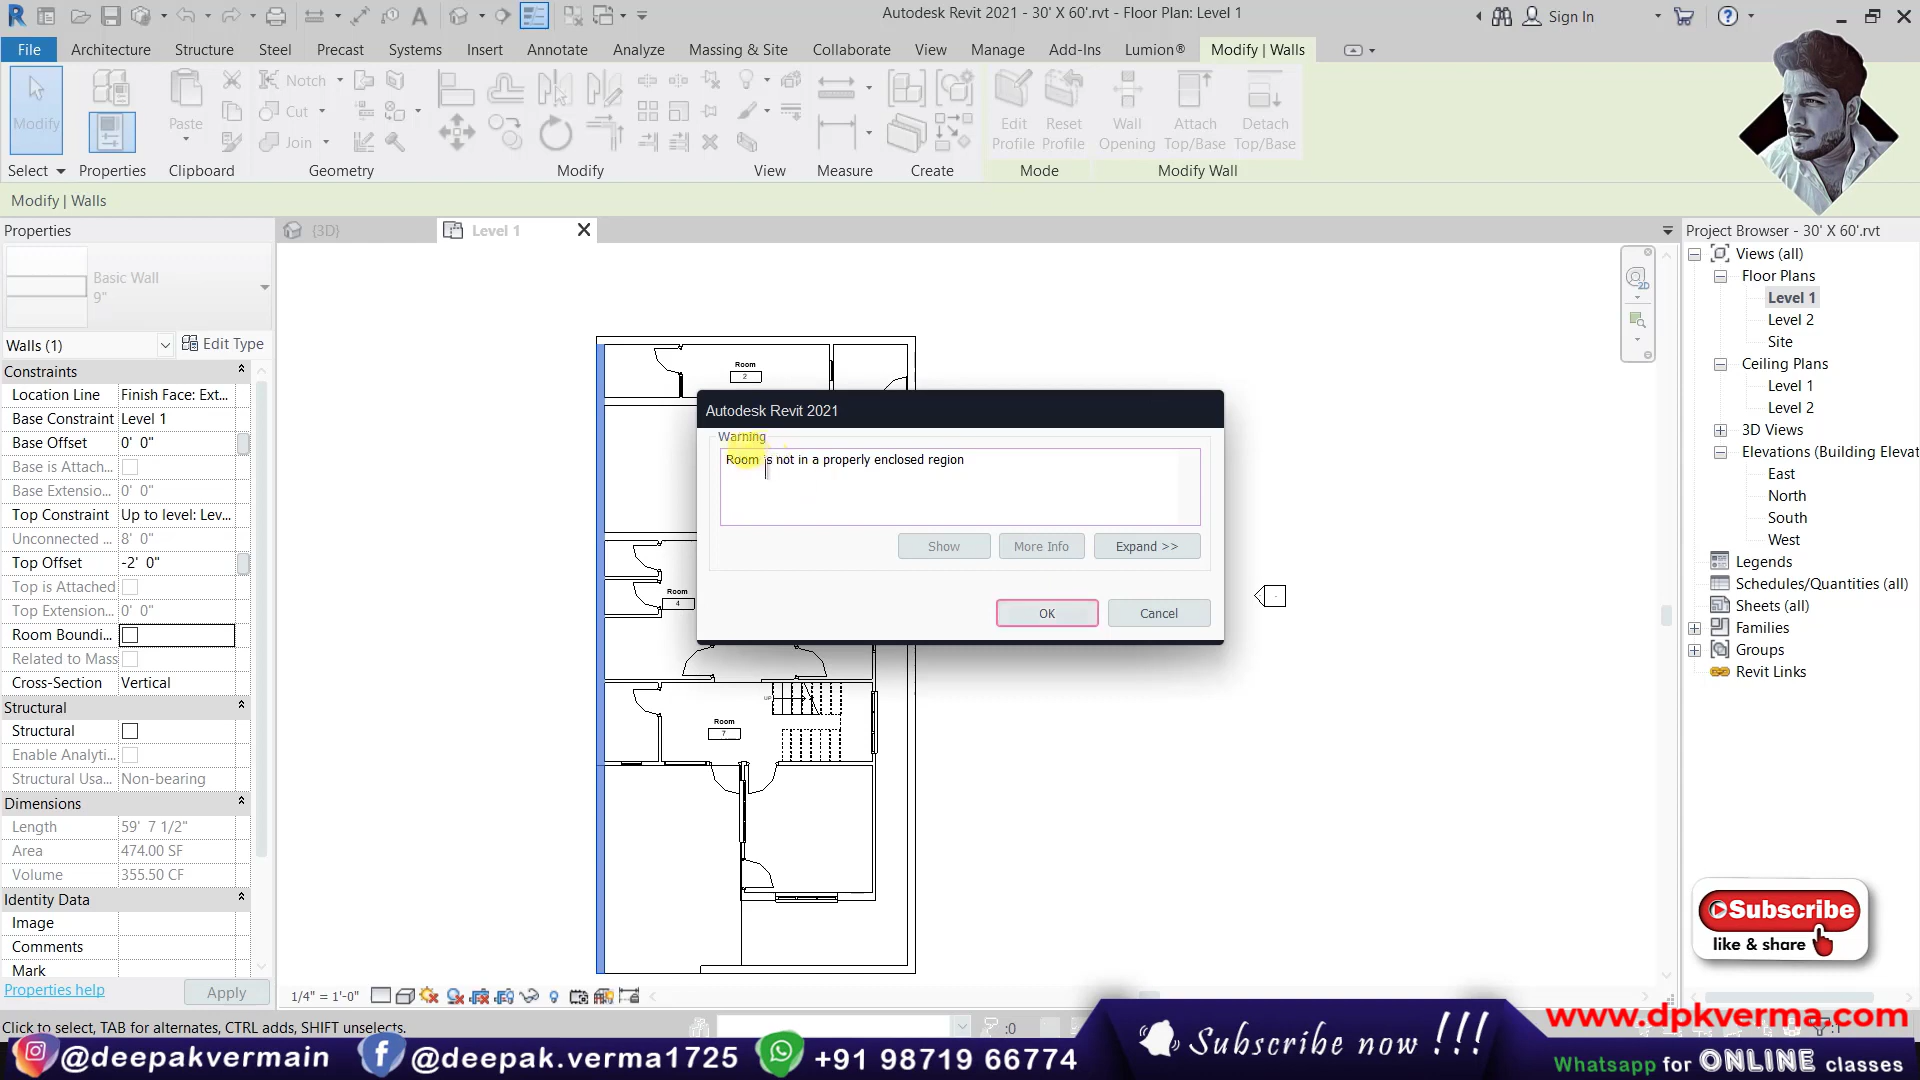 Autodesk Revit 2021 - 30' X 60'.rvt - Floor Plan: Level 1
Sign In
File
Architecture
Structure
Steel
Precast
Systems
Insert
Annotate
Analyze
Massing & Site
Collaborate
View
Manage
Add-Ins
Lumion®
Modify | Walls
Modify
Paste
Notch
Cut
Join
Edit Profile
Reset Profile
Wall Opening
Attach Top/Base
Detach Top/Base
Select
Properties
Clipboard
Geometry
Modify
View
Measure
Create
Mode
Modify Wall
Modify | Walls
Properties
Basic Wall
9"
Walls (1)
Edit Type
Constraints
Location Line Finish Face: Ext...
Base Constraint Level 1
Base Offset 0' 0"
Base is Attach...
Base Extensio... 0' 0"
Top Constraint Up to level: Lev...
Unconnected ... 8' 0"
Top Offset -2' 0"
Top is Attached
Top Extension... 0' 0"
Room Boundi...
Related to Mass
Cross-Section Vertical
Structural
Structural
Enable Analyti...
Structural Usa... Non-bearing
Dimensions
Length 59' 7 1/2"
Area 474.00 SF
Volume 355.50 CF
Identity Data
Image
Comments
Mark
Properties help
Apply
{3D}
Level 1
Room
2
Room
4
Room
7
UP
Autodesk Revit 2021
Warning
Room is not in a properly enclosed region
Show
More Info
Expand >>
OK
Cancel
2D
Project Browser - 30' X 60'.rvt
Views (all)
Floor Plans
Level 1
Level 2
Site
Ceiling Plans
Level 1
Level 2
3D Views
Elevations (Building Elevat
East
North
South
West
Legends
Schedules/Quantities (all)
Sheets (all)
Families
Groups
Revit Links
Subscribe
like & share
1/4" = 1'-0"
Click to select, TAB for alternates, CTRL adds, SHIFT unselects.
:0
:1
@deepakvermain
@deepak.verma1725
+91 98719 66774
Subscribe now !!!
www.dpkverma.com
Whatsapp for ONLINE classes